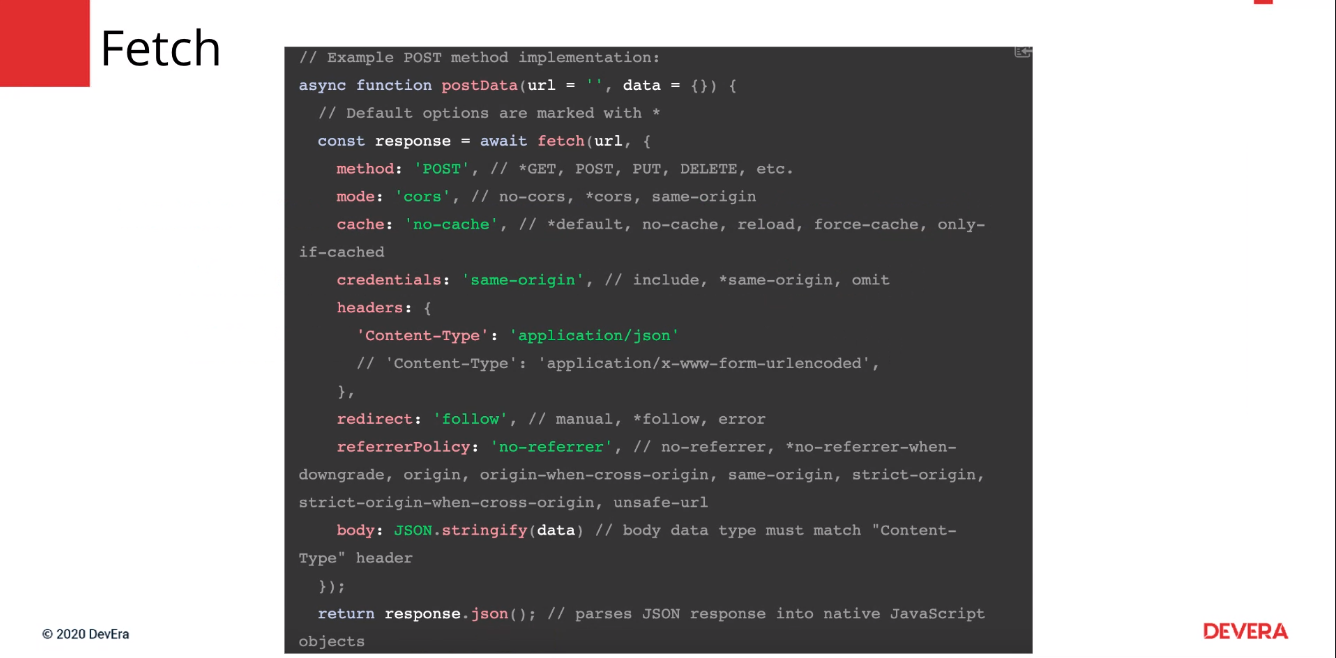 Fetch
// Example POST method implementation:
async function postData(url = '', data = {}) {
// Default options are marked with *
const response = await fetch(url, {
method: 'POST', // *GET, POST, PUT, DELETE, etc.
mode: 'cors', // no-cors, *cors, same-origin
cache: 'no-cache', // *default, no-cache, reload, force-cache, only-
if-cached
credentials: 'same-origin', // include, *same-origin, omit
headers: {
'Content-Type': 'application/json'
// 'Content-Type': 'application/x-www-form-urlencoded',
},
redirect: 'follow', // manual, *follow, error
referrerPolicy: 'no-referrer', // no-referrer, *no-referrer-when-
downgrade, origin, origin-when-cross-origin, same-origin, strict-origin,
strict-origin-when-cross-origin, unsafe-url
body: JSON.stringify(data) // body data type must match "Content-
Type" header
});
return response.json(); // parses JSON response into native JavaScript
objects
© 2020 DevEra
DEVERA